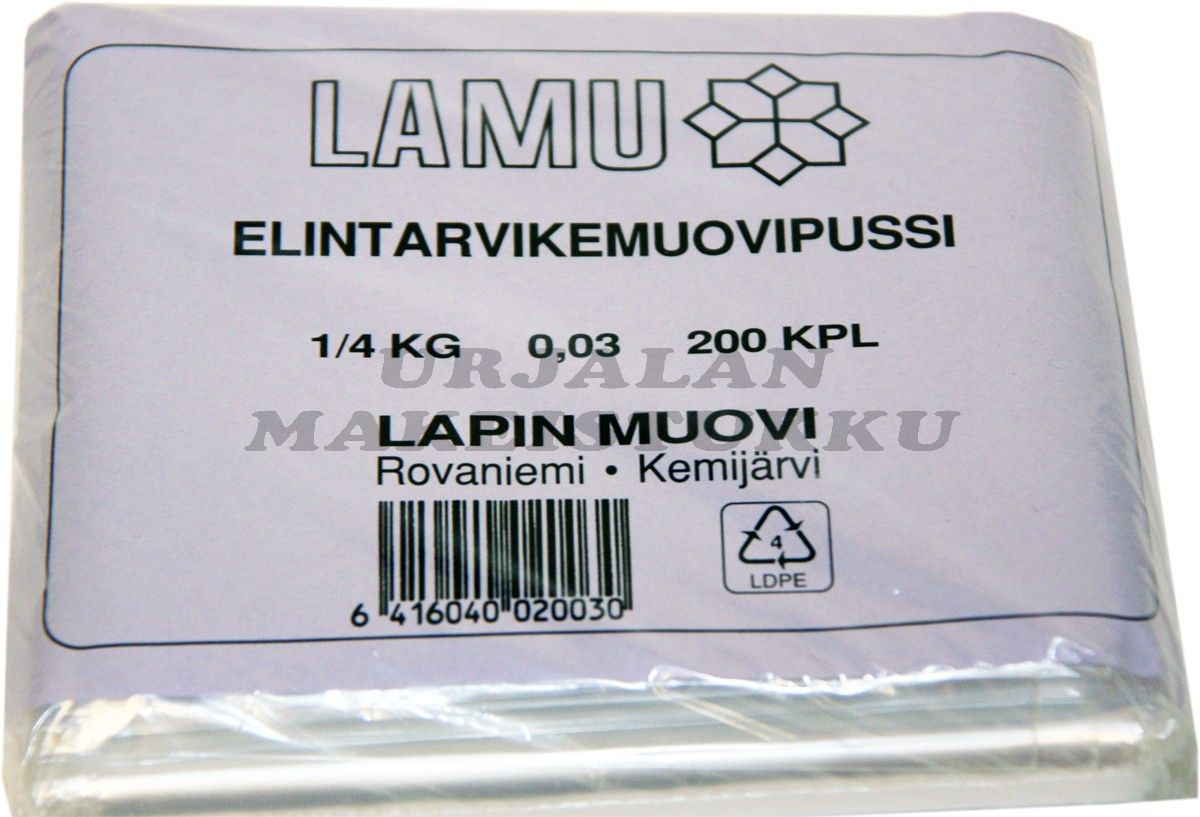 LAMU
ELINTARVIKEMUOVIPUSSI
1/4 KG 0,03 200 KPL
URJALAN
MAKEISTUKKU
LAPIN MUOVI
Rovaniemi • Kemijärvi
4
LDPE
6 416040 020030